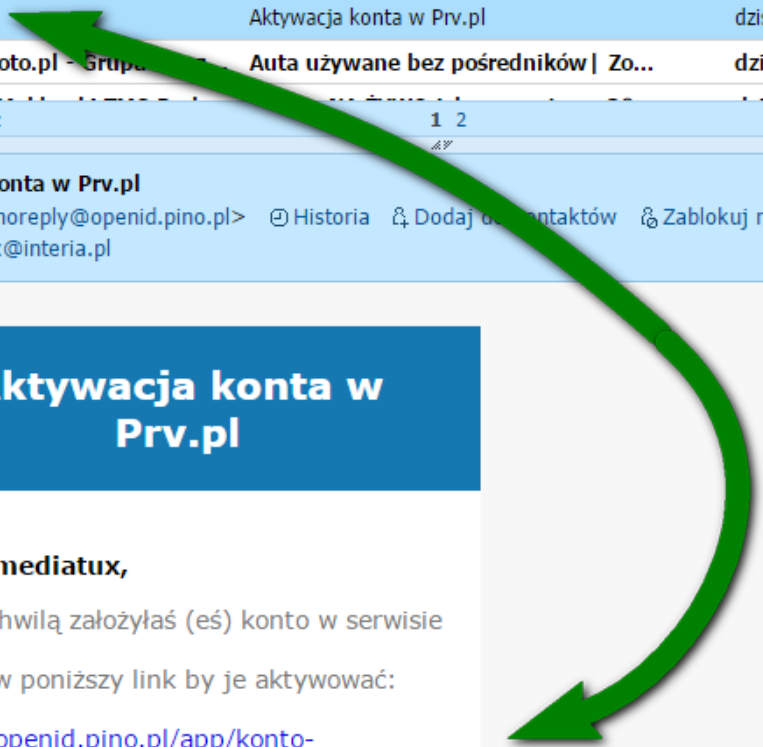 Aktywacja konta w Prv.pl dzi
oto.pl - Grupa Auta używane bez pośredników| Zo... dzi
1 2
onta w Prv.pl
noreply@openid.pino.pl> Historia Dodaj do kontaktów Zablokuj
@interia.pl
ktywacja konta w
Prv.pl
mediatux,
hwilą założyłaś (eś) konto w serwisie
w poniższy link by je aktywować:
openid.pino.pl/app/konto-